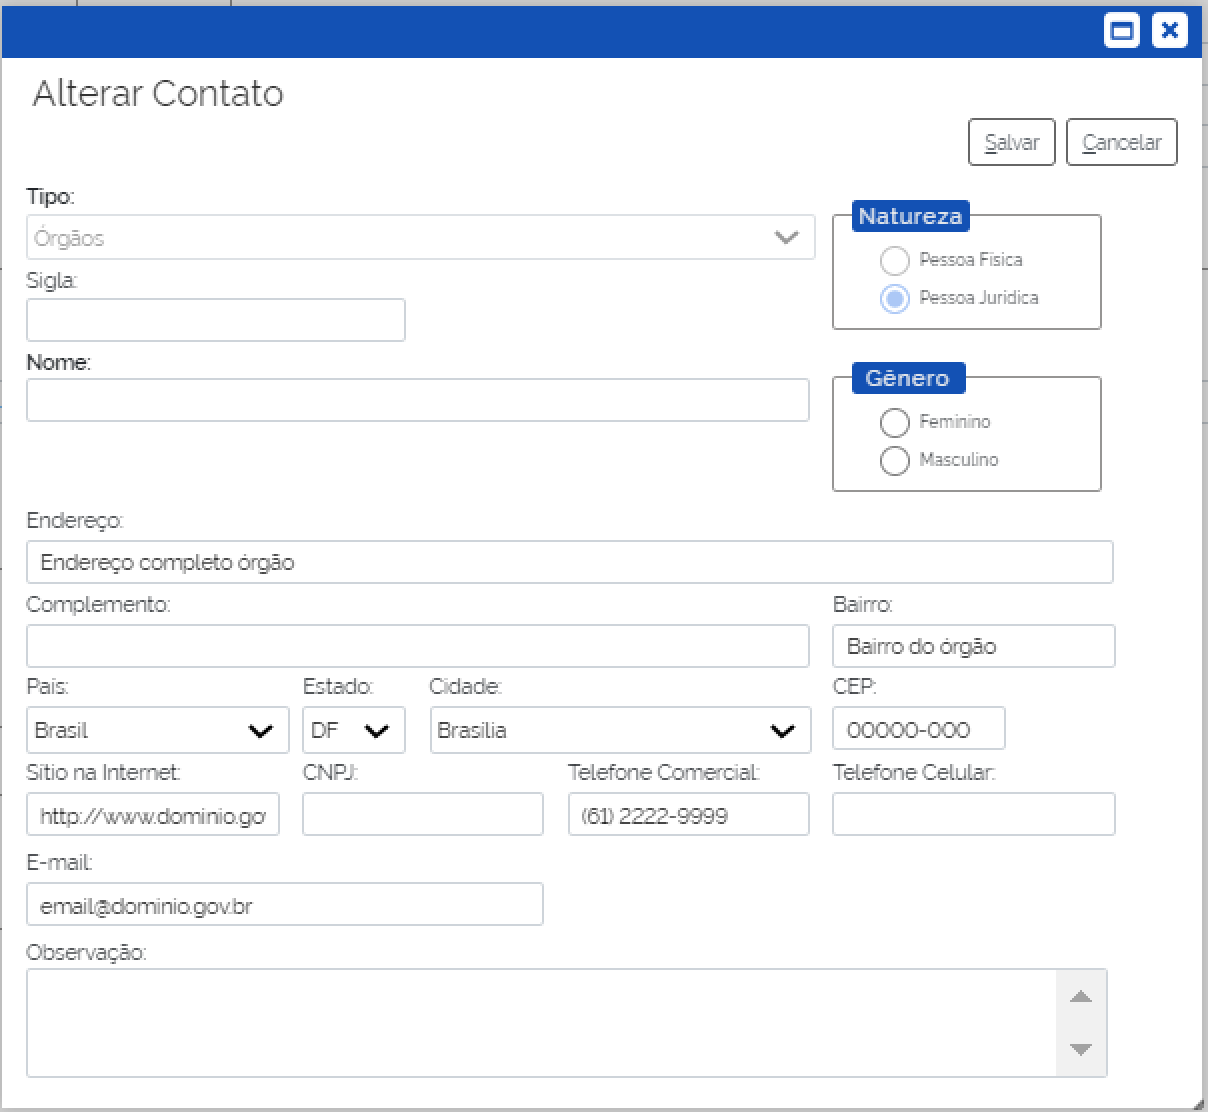 Alterar Contato
Salvar Cancelar
Tipo:
Órgãos
Natureza
Pessoa Física
Pessoa Jurídica
Sigla:
Nome:
Gênero
Feminino
Masculino
Endereço:
Endereço completo órgão
Complemento: Bairro:
Bairro do órgão
País: Estado: Cidade: CEP:
Brasil DF Brasília 00000-000
Sítio na Internet: CNPJ: Telefone Comercial: Telefone Celular:
http://www.dominio.go (61) 2222-9999
E-mail:
email@dominio.gov.br
Observação: